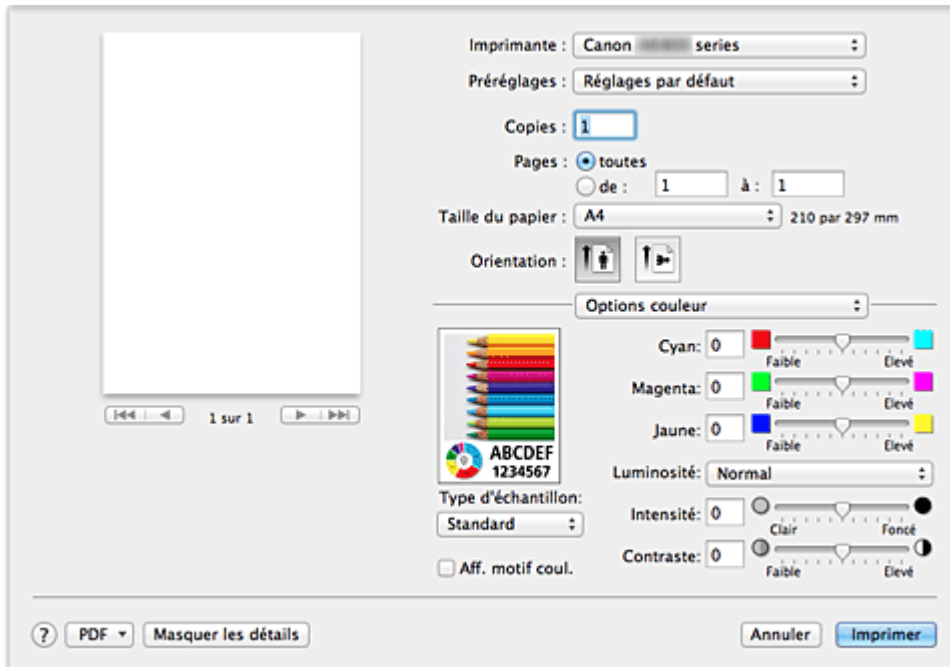 Imprimante : Canon series
Préréglages : Réglages par défaut
Copies : 1
Pages : toutes
de : 1 à : 1
Taille du papier : A4 210 par 297 mm
Orientation :
Options couleur
1 sur 1
ABCDEF
1234567
Type d'échantillon:
Standard
Aff. motif coul.
Cyan: 0
Faible Elevé
Magenta: 0
Faible Elevé
Jaune: 0
Faible Elevé
Luminosité: Normal
Intensité: 0
Clair Foncé
Contraste: 0
Faible Elevé
? PDF Masquer les détails Annuler Imprimer